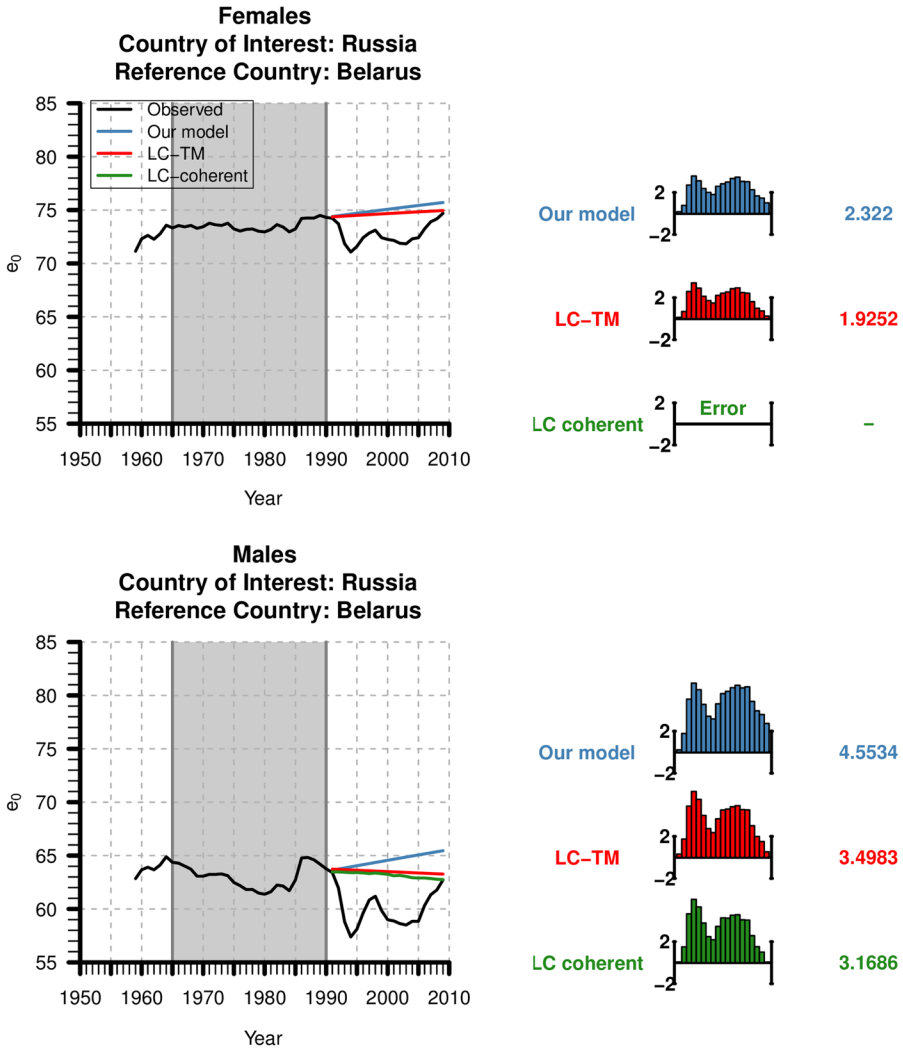 Females
Country of Interest: Russia
Reference Country: Belarus
85
80
75
70
65
60
55
e0
Observed
Our model
LC−TM
LC−coherent
1950 1960 1970 1980 1990 2000 2010
Year
Our model 2 −2 2.322
LC−TM 2 −2 1.9252
LC coherent 2 −2 Error −
Males
Country of Interest: Russia
Reference Country: Belarus
85
80
75
70
65
60
55
e0
1950 1960 1970 1980 1990 2000 2010
Year
Our model 2 −2 4.5534
LC−TM 2 −2 3.4983
LC coherent 2 −2 3.1686